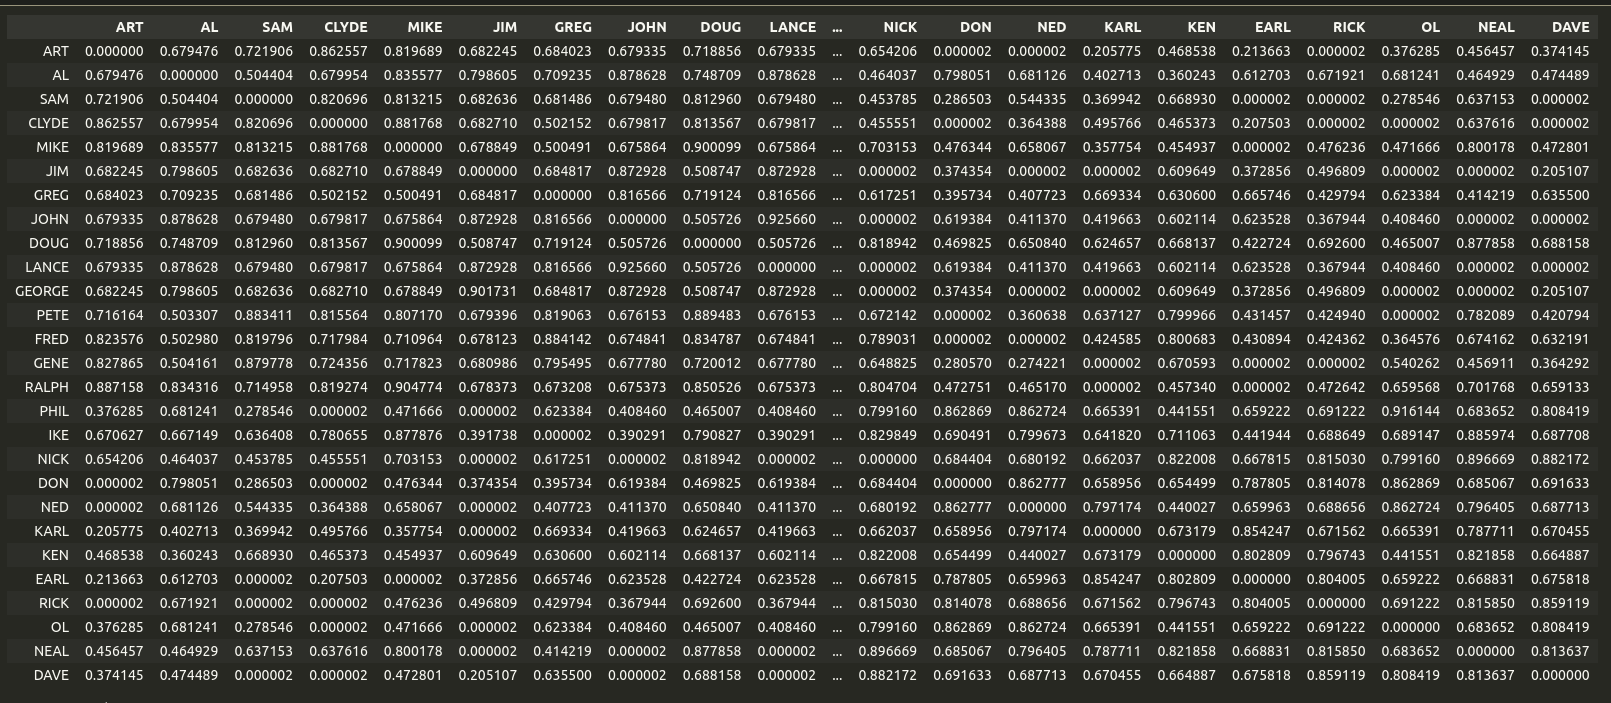 ART AL SAM CLYDE MIKE JIM GREG JOHN DOUG LANCE ... NICK DON NED KARL KEN EARL RICK OL NEAL DAVE
ART 0.000000 0.679476 0.721906 0.862557 0.819689 0.682245 0.684023 0.679335 0.718856 0.679335 ... 0.654206 0.000002 0.000002 0.205775 0.468538 0.213663 0.000002 0.376285 0.456457 0.374145
AL 0.679476 0.000000 0.504404 0.679954 0.835577 0.798605 0.709235 0.878628 0.748709 0.878628 ... 0.464037 0.798051 0.681126 0.402713 0.360243 0.612703 0.671921 0.681241 0.464929 0.474489
SAM 0.721906 0.504404 0.000000 0.820696 0.813215 0.682636 0.681486 0.679480 0.812960 0.679480 ... 0.453785 0.286503 0.544335 0.369942 0.668930 0.000002 0.000002 0.278546 0.637153 0.000002
CLYDE 0.862557 0.679954 0.820696 0.000000 0.881768 0.682710 0.502152 0.679817 0.813567 0.679817 ... 0.455551 0.000002 0.364388 0.495766 0.465373 0.207503 0.000002 0.000002 0.637616 0.000002
MIKE 0.819689 0.835577 0.813215 0.881768 0.000000 0.678849 0.500491 0.675864 0.900099 0.675864 ... 0.703153 0.476344 0.658067 0.357754 0.454937 0.000002 0.476236 0.471666 0.800178 0.472801
JIM 0.682245 0.798605 0.682636 0.682710 0.678849 0.000000 0.684817 0.872928 0.508747 0.872928 ... 0.000002 0.374354 0.000002 0.000002 0.609649 0.372856 0.496809 0.000002 0.000002 0.205107
GREG 0.684023 0.709235 0.681486 0.502152 0.500491 0.684817 0.000000 0.816566 0.719124 0.816566 ... 0.617251 0.395734 0.407723 0.669334 0.630600 0.665746 0.429794 0.623384 0.414219 0.635500
JOHN 0.679335 0.878628 0.679480 0.679817 0.675864 0.872928 0.816566 0.000000 0.505726 0.925660 ... 0.000002 0.619384 0.411370 0.419663 0.602114 0.623528 0.367944 0.408460 0.000002 0.000002
DOUG 0.718856 0.748709 0.812960 0.813567 0.900099 0.508747 0.719124 0.505726 0.000000 0.505726 ... 0.818942 0.469825 0.650840 0.624657 0.668137 0.422724 0.692600 0.465007 0.877858 0.688158
LANCE 0.679335 0.878628 0.679480 0.679817 0.675864 0.872928 0.816566 0.925660 0.505726 0.000000 ... 0.000002 0.619384 0.411370 0.419663 0.602114 0.623528 0.367944 0.408460 0.000002 0.000002
GEORGE 0.682245 0.798605 0.682636 0.682710 0.678849 0.901731 0.684817 0.872928 0.508747 0.872928 ... 0.000002 0.374354 0.000002 0.000002 0.609649 0.372856 0.496809 0.000002 0.000002 0.205107
PETE 0.716164 0.503307 0.883411 0.815564 0.807170 0.679396 0.819063 0.676153 0.889483 0.676153 ... 0.672142 0.000002 0.360638 0.637127 0.799966 0.431457 0.424940 0.000002 0.782089 0.420794
FRED 0.823576 0.502980 0.819796 0.717984 0.710964 0.678123 0.884142 0.674841 0.834787 0.674841 ... 0.789031 0.000002 0.000002 0.424585 0.800683 0.430894 0.424362 0.364576 0.674162 0.632191
GENE 0.827865 0.504161 0.879778 0.724356 0.717823 0.680986 0.795495 0.677780 0.720012 0.677780 ... 0.648825 0.280570 0.274221 0.000002 0.670593 0.000002 0.000002 0.540262 0.456911 0.364292
RALPH 0.887158 0.834316 0.714958 0.819274 0.904774 0.678373 0.673208 0.675373 0.850526 0.675373 ... 0.804704 0.472751 0.465170 0.000002 0.457340 0.000002 0.472642 0.659568 0.701768 0.659133
PHIL 0.376285 0.681241 0.278546 0.000002 0.471666 0.000002 0.623384 0.408460 0.465007 0.408460 ... 0.799160 0.862869 0.862724 0.665391 0.441551 0.659222 0.691222 0.916144 0.683652 0.808419
IKE 0.670627 0.667149 0.636408 0.780655 0.877876 0.391738 0.000002 0.390291 0.790827 0.390291 ... 0.829849 0.690491 0.799673 0.641820 0.711063 0.441944 0.688649 0.689147 0.885974 0.687708
NICK 0.654206 0.464037 0.453785 0.455551 0.703153 0.000002 0.617251 0.000002 0.818942 0.000002 ... 0.000000 0.684404 0.680192 0.662037 0.822008 0.667815 0.815030 0.799160 0.896669 0.882172
DON 0.000002 0.798051 0.286503 0.000002 0.476344 0.374354 0.395734 0.619384 0.469825 0.619384 ... 0.684404 0.000000 0.862777 0.658956 0.654499 0.787805 0.814078 0.862869 0.685067 0.691633
NED 0.000002 0.681126 0.544335 0.364388 0.658067 0.000002 0.407723 0.411370 0.650840 0.411370 ... 0.680192 0.862777 0.000000 0.797174 0.440027 0.659963 0.688656 0.862724 0.796405 0.687713
KARL 0.205775 0.402713 0.369942 0.495766 0.357754 0.000002 0.669334 0.419663 0.624657 0.419663 ... 0.662037 0.658956 0.797174 0.000000 0.673179 0.854247 0.671562 0.665391 0.787711 0.670455
KEN 0.468538 0.360243 0.668930 0.465373 0.454937 0.609649 0.630600 0.602114 0.668137 0.602114 ... 0.822008 0.654499 0.440027 0.673179 0.000000 0.802809 0.796743 0.441551 0.821858 0.664887
EARL 0.213663 0.612703 0.000002 0.207503 0.000002 0.372856 0.665746 0.623528 0.422724 0.623528 ... 0.667815 0.787805 0.659963 0.854247 0.802809 0.000000 0.804005 0.659222 0.668831 0.675818
RICK 0.000002 0.671921 0.000002 0.000002 0.476236 0.496809 0.429794 0.367944 0.692600 0.367944 ... 0.815030 0.814078 0.688656 0.671562 0.796743 0.804005 0.000000 0.691222 0.815850 0.859119
OL 0.376285 0.681241 0.278546 0.000002 0.471666 0.000002 0.623384 0.408460 0.465007 0.408460 ... 0.799160 0.862869 0.862724 0.665391 0.441551 0.659222 0.691222 0.000000 0.683652 0.808419
NEAL 0.456457 0.464929 0.637153 0.637616 0.800178 0.000002 0.414219 0.000002 0.877858 0.000002 ... 0.896669 0.685067 0.796405 0.787711 0.821858 0.668831 0.815850 0.683652 0.000000 0.813637
DAVE 0.374145 0.474489 0.000002 0.000002 0.472801 0.205107 0.635500 0.000002 0.688158 0.000002 ... 0.882172 0.691633 0.687713 0.670455 0.664887 0.675818 0.859119 0.808419 0.813637 0.000000